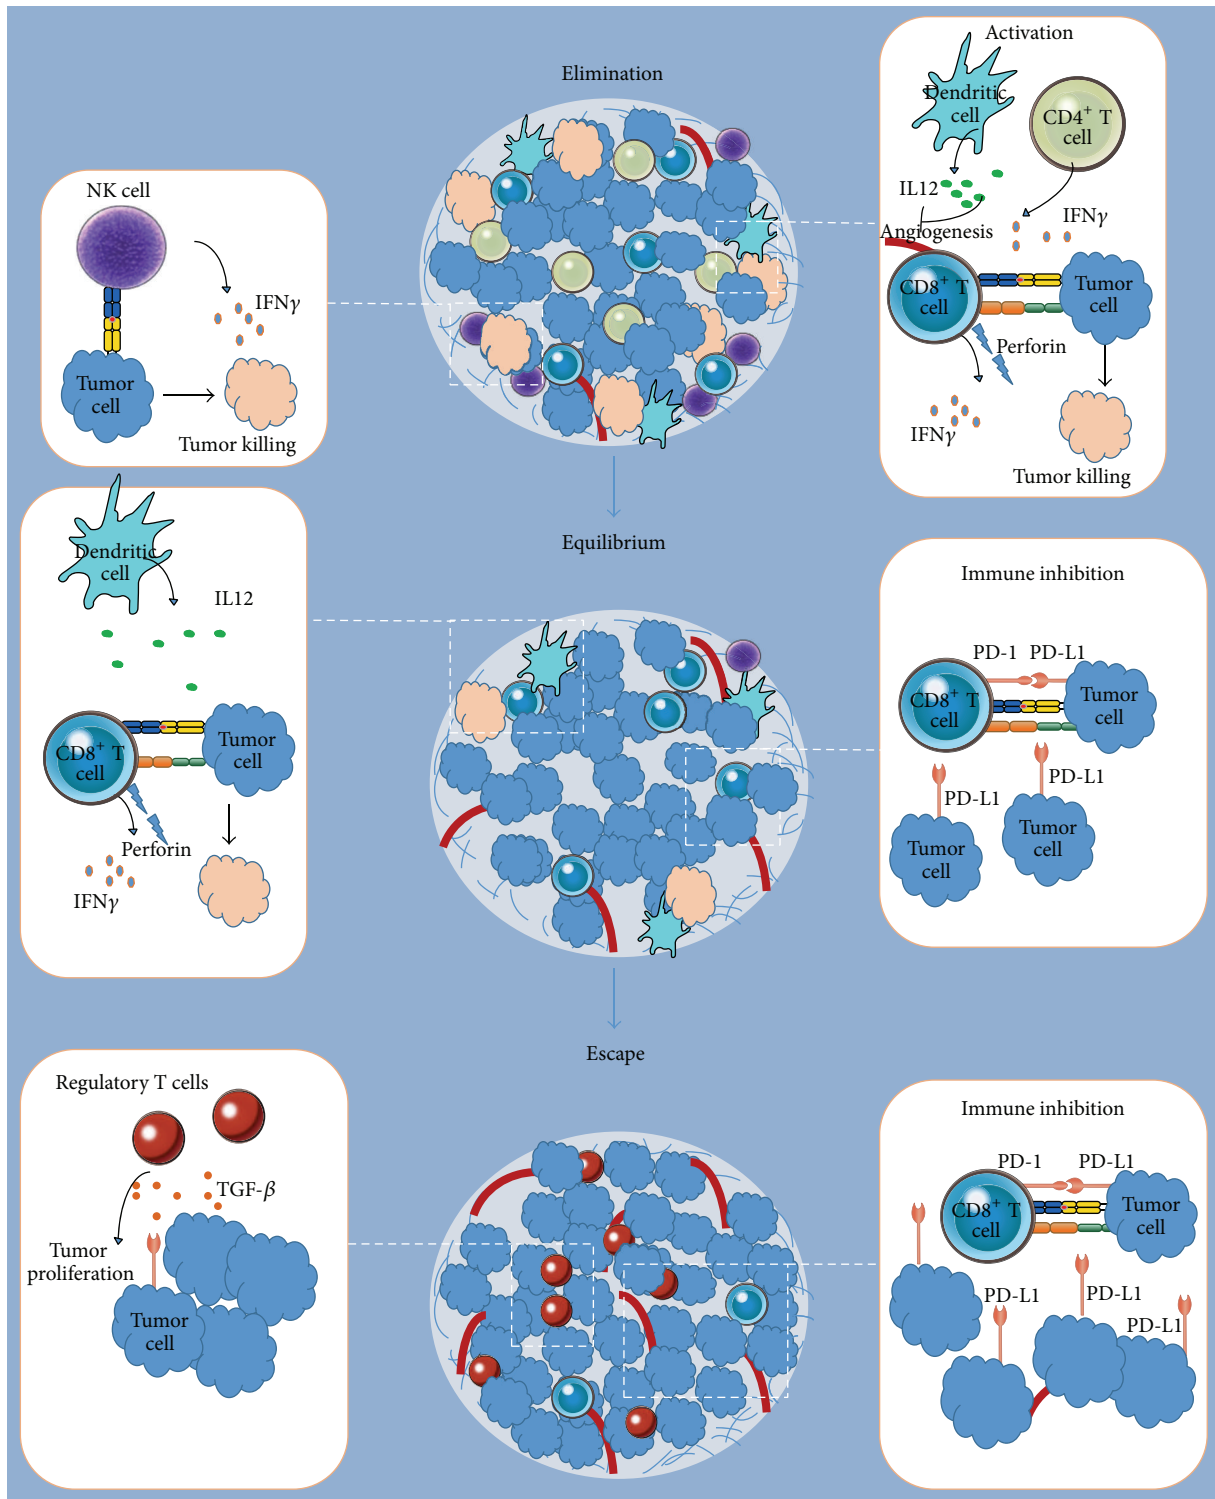 Elimination
NK cell
IFNγ
Tumor
cell
Tumor killing
Activation
Dendritic
cell
CD4⁺ T
cell
IL12
IFNγ
Angiogenesis
CD8⁺ T
cell
Tumor
cell
Perforin
IFNγ
Tumor killing
Equilibrium
Dendritic
cell
IL12
CD8⁺ T
cell
Tumor
cell
Perforin
IFNγ
Immune inhibition
PD-1 PD-L1
CD8⁺ T
cell
Tumor
cell
PD-L1
PD-L1
Tumor
cell
Tumor
cell
Escape
Regulatory T cells
TGF-β
Tumor
proliferation
Tumor
cell
Immune inhibition
PD-1 PD-L1
CD8⁺ T
cell
Tumor
cell
PD-L1
PD-L1
PD-L1